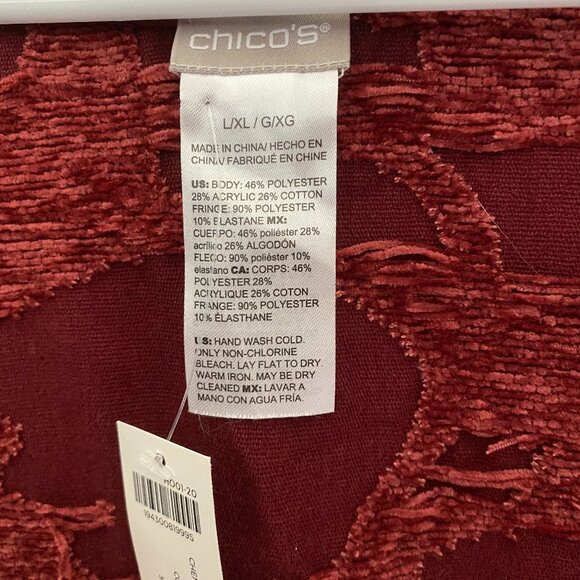 chico's®
L/XL / G/XG
MADE IN CHINA/ HECHO EN
CHINA/ FABRIQUÉ EN CHINE
US: BODY: 46% POLYESTER
28% ACRYLIC 26% COTTON
FRINGE: 90% POLYESTER
10% ELASTANE MX:
CUERPO: 46% poliéster 28%
acrílico 26% ALGODÓN
FLECO: 90% poliéster 10%
elastano CA: CORPS: 46%
POLYESTER 28%
ACRYLIQUE 26% COTON
FRANGE: 90% POLYESTER
10% ÉLASTHANE
US: HAND WASH COLD.
ONLY NON-CHLORINE
BLEACH. LAY FLAT TO DRY.
WARM IRON. MAY BE DRY
CLEANED MX: LAVAR A
MANO CON AGUA FRÍA.
AO01-20
194300819995